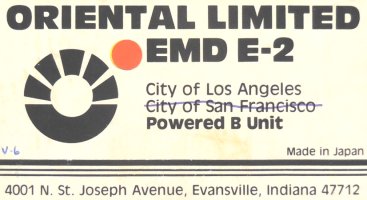 ORIENTAL LIMITED
EMD E-2
City of Los Angeles
City of San Francisco
Powered B Unit
V-6
Made in Japan
4001 N. St. Joseph Avenue, Evansville, Indiana 47712